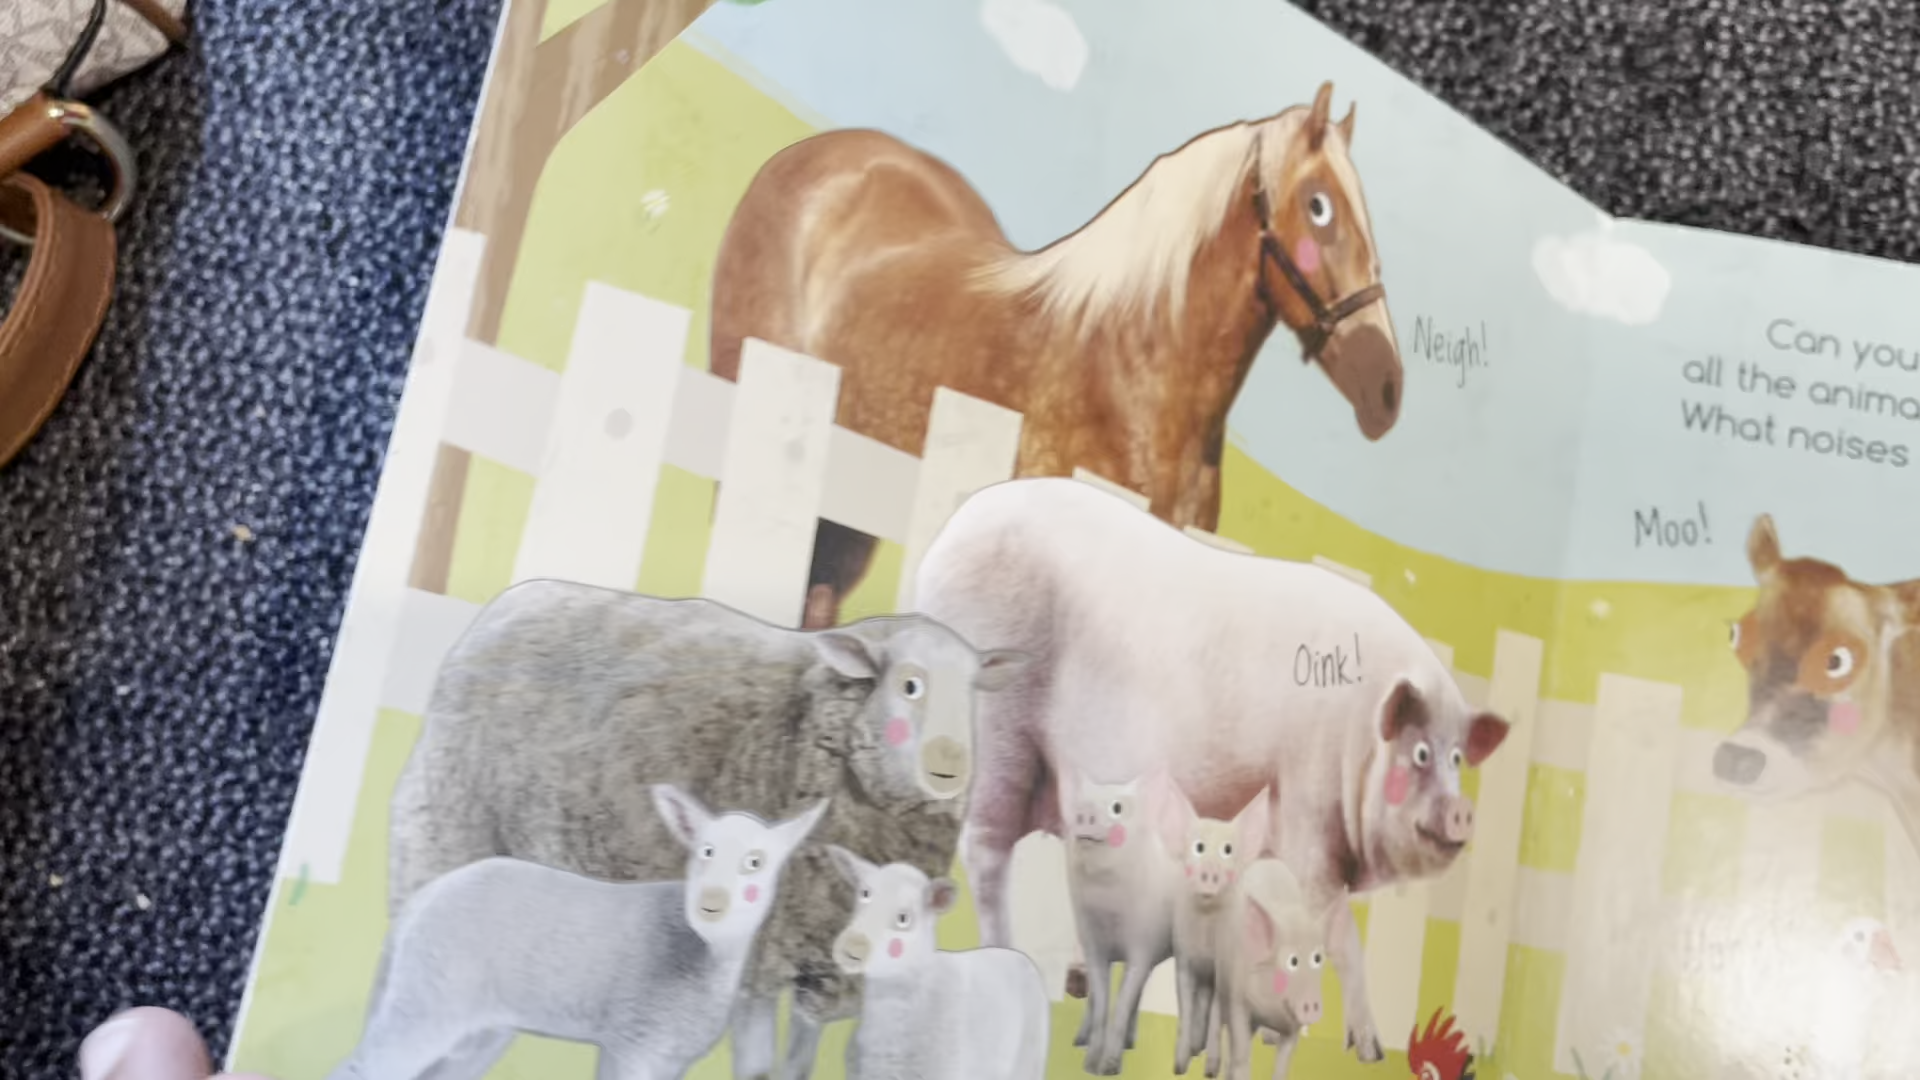 Neigh!
Can you
all the anima
What noises
Moo!
Oink!